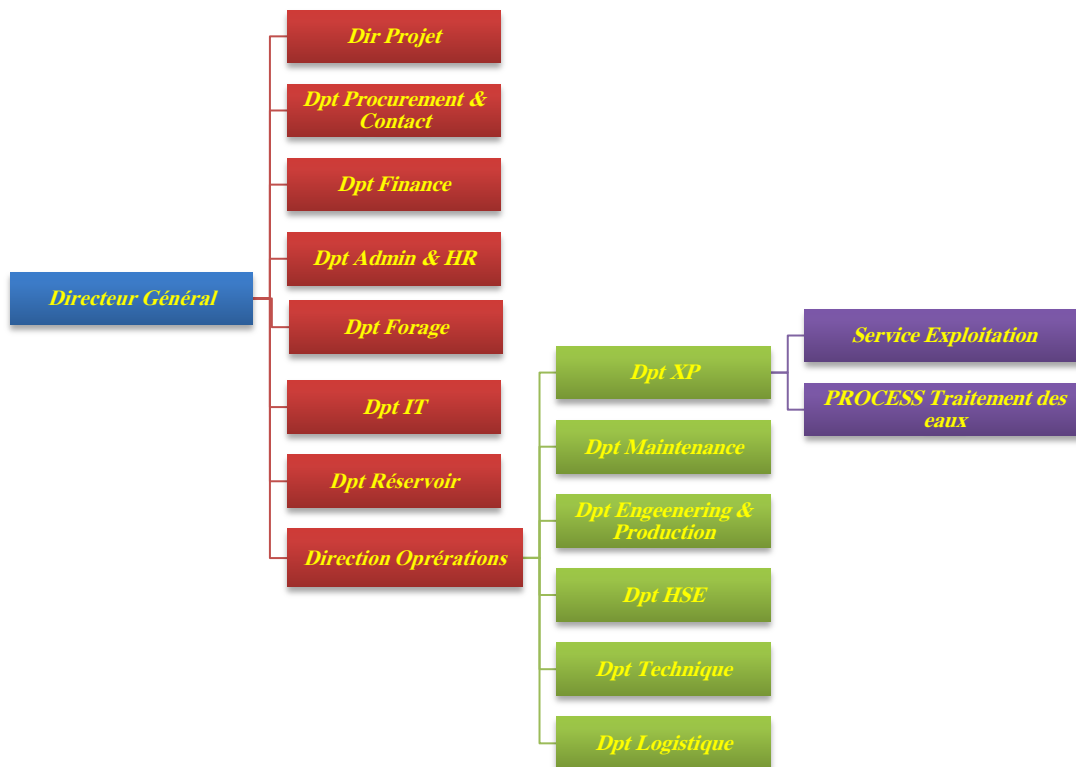 Directeur Général
Dir Projet
Dpt Procurement &
Contact
Dpt Finance
Dpt Admin & HR
Dpt Forage
Dpt IT
Dpt Réservoir
Direction Oprérations
Dpt XP
Dpt Maintenance
Dpt Engeenering &
Production
Dpt HSE
Dpt Technique
Dpt Logistique
Service Exploitation
PROCESS Traitement des
eaux